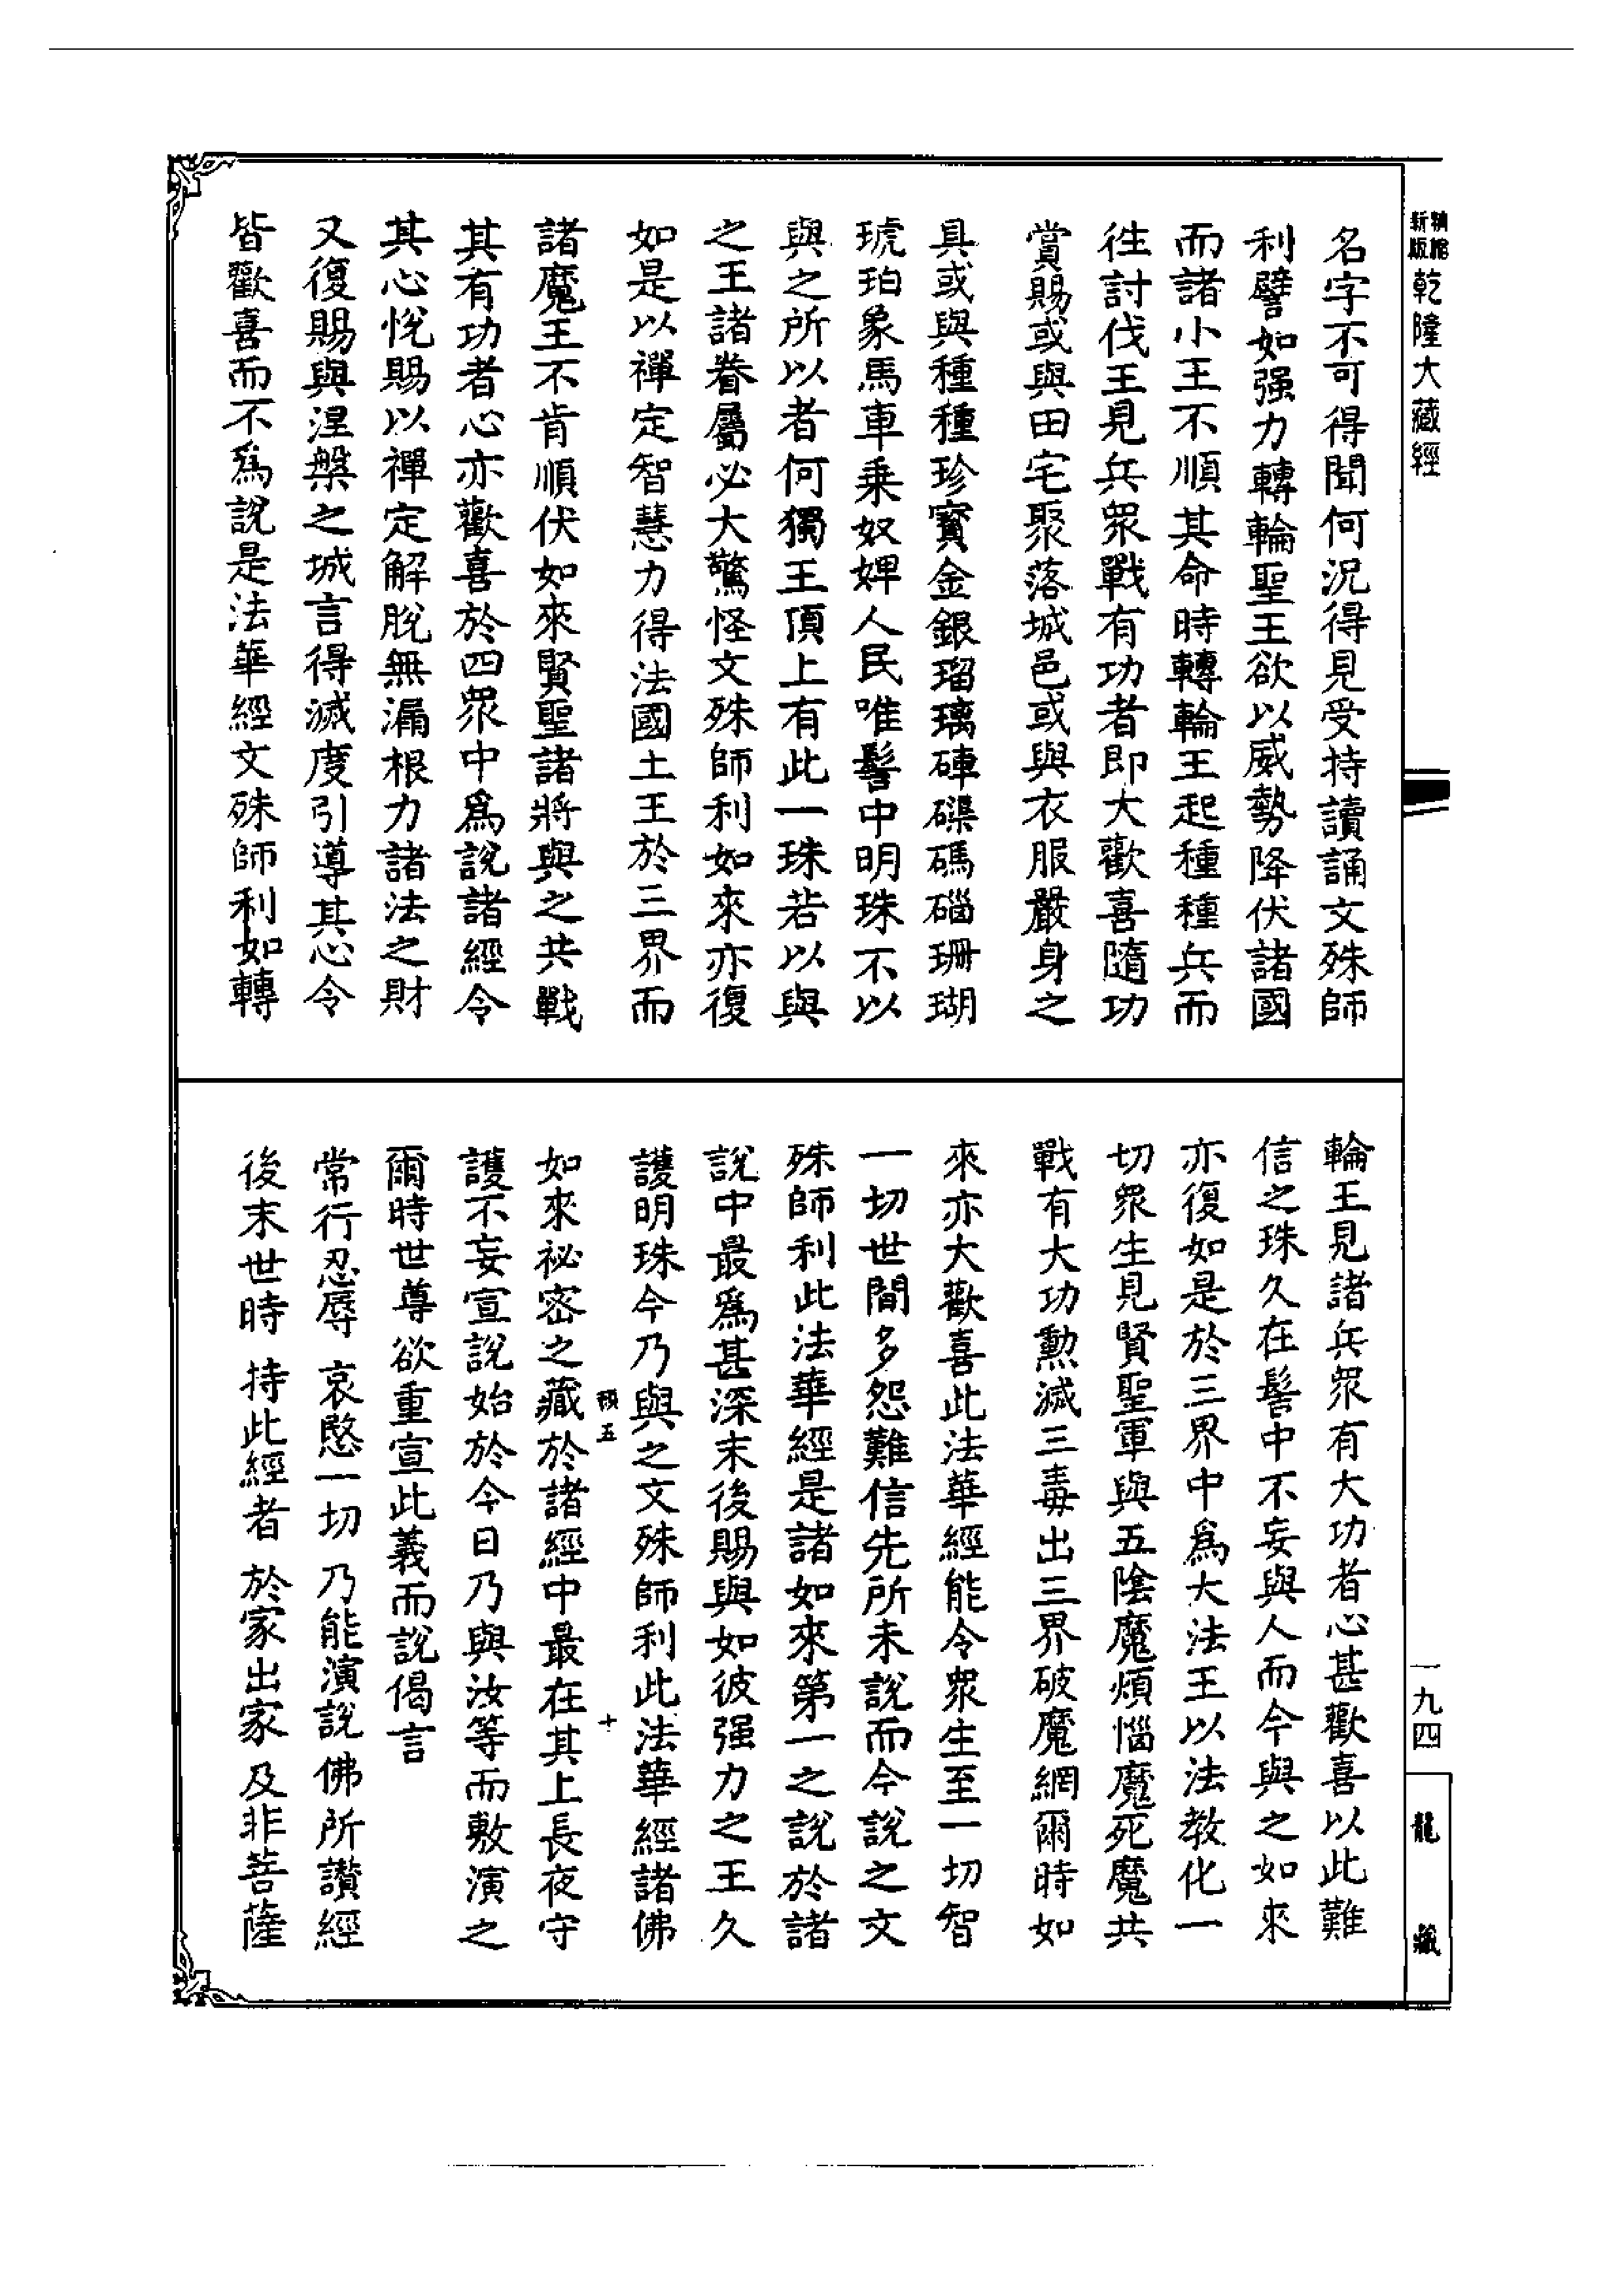 精縮新版乾隆大藏經
名字不可得聞何況得見受持讀誦文殊師
利譬如强力轉輪聖王欲以威勢降伏諸國
而諸小王不順其命時轉輪王起種種兵而
往討伐王見兵衆戰有功者即大歡喜隨功
賞賜或與田宅聚落城邑或與衣服嚴身之
具或與種種珍寶金銀瑠璃硨磲碼碯珊瑚
琥珀象馬車乗奴婢人民唯髻中明珠不以
與之所以者何獨王頂上有此一珠若以與
之王諸眷屬必大驚怪文殊師利如來亦復
如是以禪定智慧力得法國土王於三界而
諸魔王不肯順伏如來賢聖諸將與之共戰
其有功者心亦歡喜於四衆中爲說諸經令
其心悅賜以禪定解脫無漏根力諸法之財
又復賜與涅槃之城言得滅度引導其心令
皆歡喜而不爲說是法華經文殊師利如轉
輪王見諸兵衆有大功者心甚歡喜以此難
信之珠久在髻中不妄與人而今與之如來
亦復如是於三界中爲大法王以法教化一
切衆生見賢聖軍與五陰魔煩惱魔死魔共
戰有大功勲滅三毒出三界破魔網爾時如
來亦大歡喜此法華經能令衆生至一切智
一切世間多怨難信先所未說而今說之文
殊師利此法華經是諸如來第一之說於諸
說中最爲甚深末後賜與如彼强力之王久
護明珠今乃與之文殊師利此法華經諸佛
五 十
如來祕密之藏於諸經中最在其上長夜守
護不妄宣說始於今日乃與汝等而敷演之
爾時世尊欲重宣此義而說偈言
常行忍辱 哀愍一切 乃能演說 佛所讚經
後末世時 持此經者 於家出家 及非菩薩
一九四
龍藏